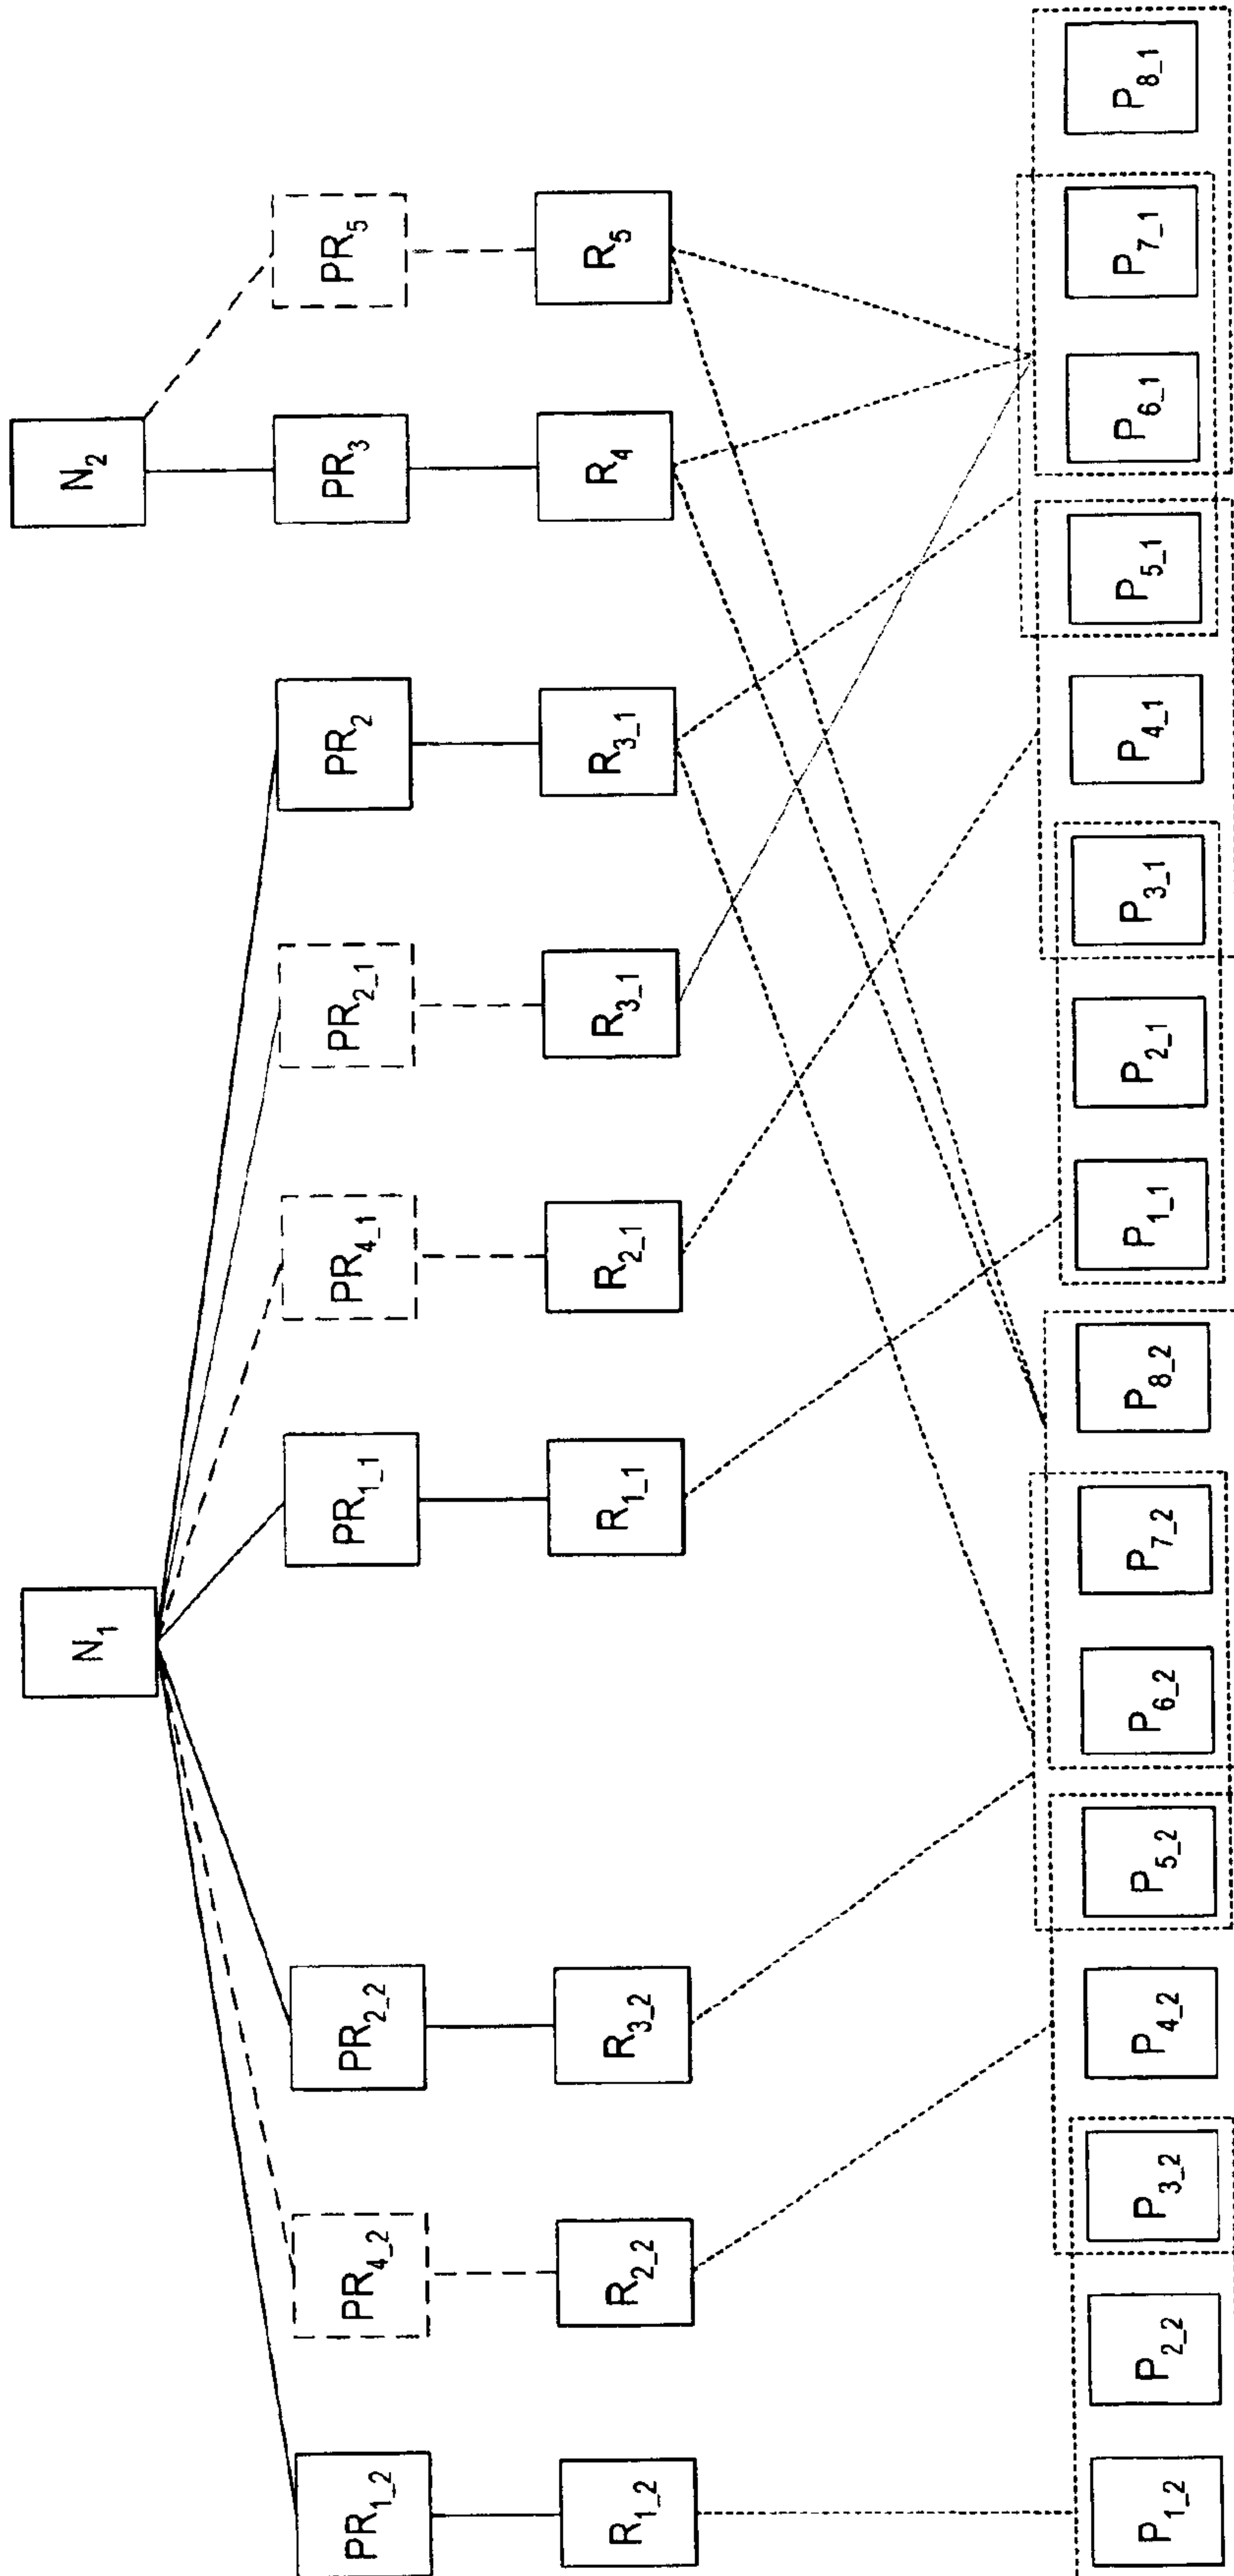 N1
N2
PR1_2
PR4_2
PR2_2
PR1_1
PR4_1
PR2_1
PR2
PR3
PR5
R1_2
R2_2
R3_2
R1_1
R2_1
R3_1
R3_1
R4
R5
P1_2
P2_2
P3_2
P4_2
P5_2
P6_2
P7_2
P8_2
P1_1
P2_1
P3_1
P4_1
P5_1
P6_1
P7_1
P8_1